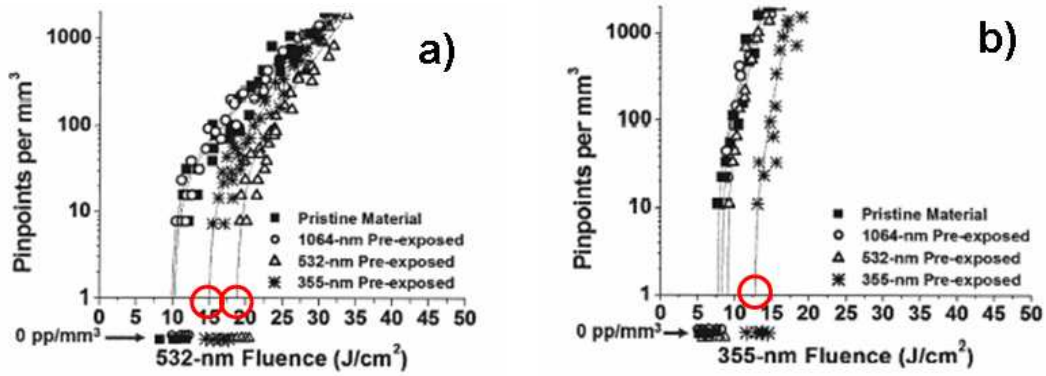 a)
Pinpoints per mm³
1000
100
10
1
Pristine Material
1064-nm Pre-exposed
532-nm Pre-exposed
355-nm Pre-exposed
0 5 10 15 20 25 30 35 40 45 50
0 pp/mm³
532-nm Fluence (J/cm²)
b)
Pinpoints per mm³
1000
100
10
1
Pristine Material
1064-nm Pre-exposed
532-nm Pre-exposed
355-nm Pre-exposed
0 5 10 15 20 25 30 35 40 45 50
0 pp/mm³
355-nm Fluence (J/cm²)